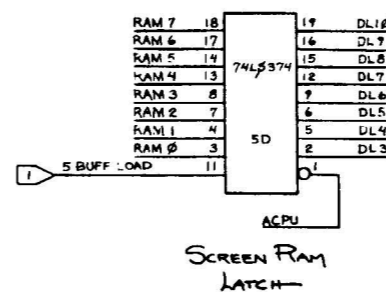 RAM 7 18 19 DL1Ø
RAM 6 17 16 DL9
RAM 5 14 15 DL8
RAM 4 13 74LS374 12 DL7
RAM 3 8 9 DL6
RAM 2 7 6 DL5
RAM 1 4 5D 5 DL4
RAM Ø 3 2 DL3
1 5 BUFF LOAD 11 1
ACPU
SCREEN RAM
LATCH